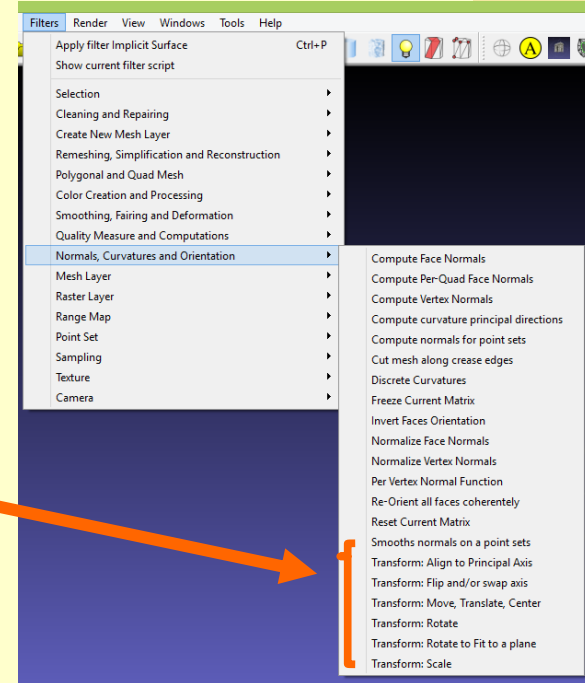 Filters Render View Windows Tools Help
Apply filter Implicit Surface Ctrl+P
Show current filter script
Selection
Cleaning and Repairing
Create New Mesh Layer
Remeshing, Simplification and Reconstruction
Polygonal and Quad Mesh
Color Creation and Processing
Smoothing, Fairing and Deformation
Quality Measure and Computations
Normals, Curvatures and Orientation
Mesh Layer
Raster Layer
Range Map
Point Set
Sampling
Texture
Camera
Compute Face Normals
Compute Per-Quad Face Normals
Compute Vertex Normals
Compute curvature principal directions
Compute normals for point sets
Cut mesh along crease edges
Discrete Curvatures
Freeze Current Matrix
Invert Faces Orientation
Normalize Face Normals
Normalize Vertex Normals
Per Vertex Normal Function
Re-Orient all faces coherentely
Reset Current Matrix
Smooths normals on a point sets
Transform: Align to Principal Axis
Transform: Flip and/or swap axis
Transform: Move, Translate, Center
Transform: Rotate
Transform: Rotate to Fit to a plane
Transform: Scale
A